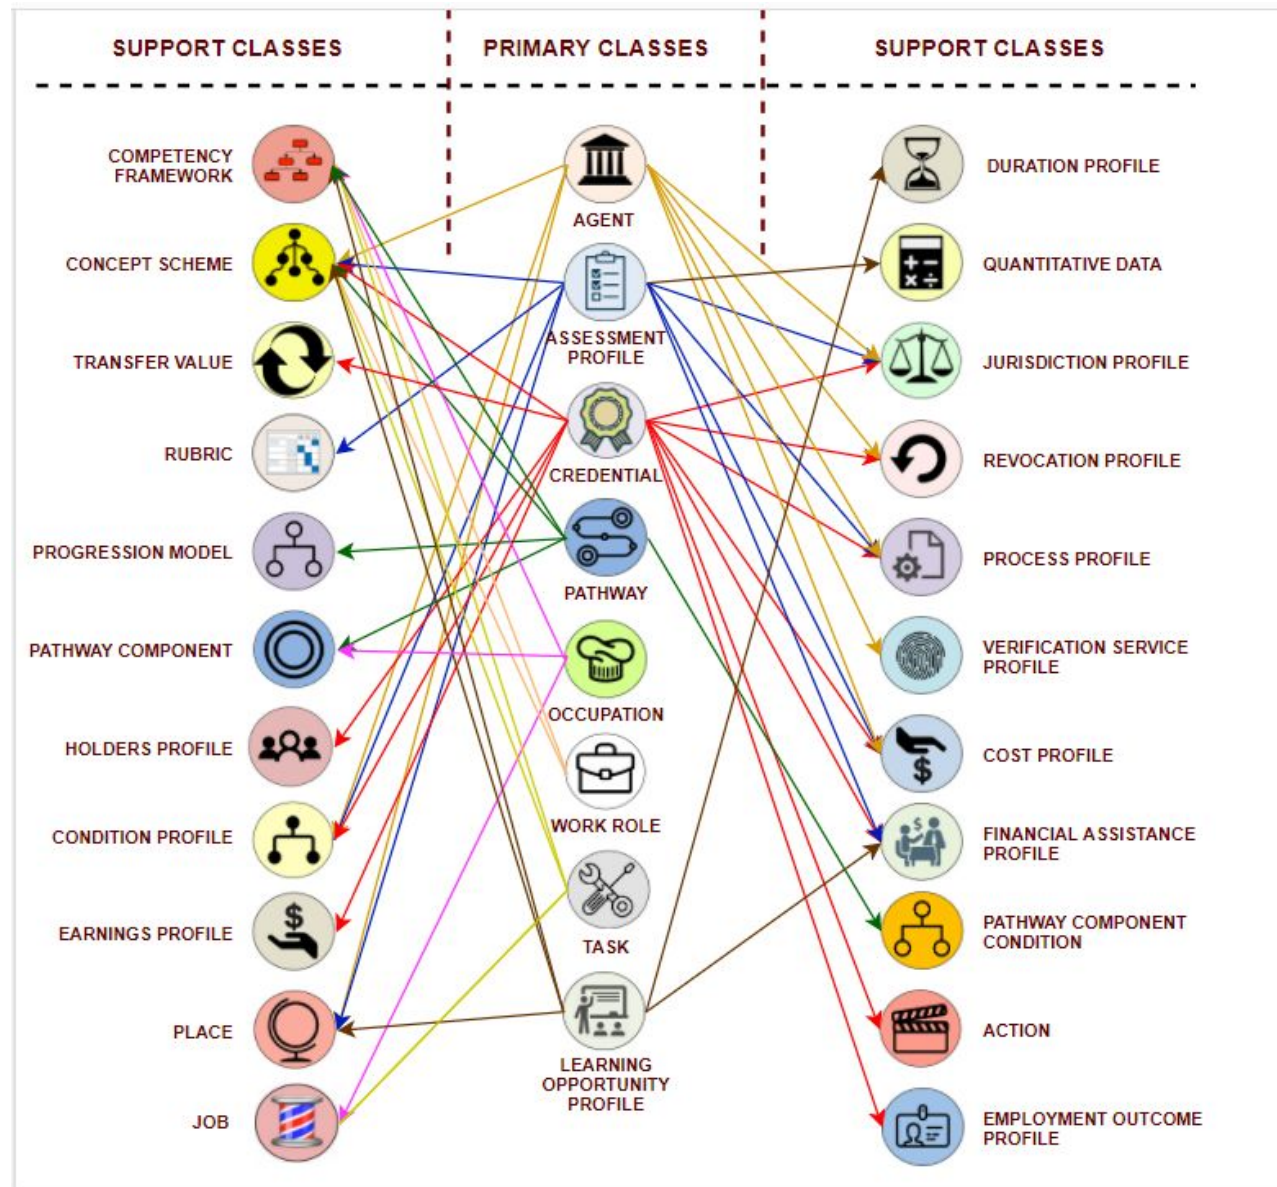 SUPPORT CLASSES
PRIMARY CLASSES
SUPPORT CLASSES
COMPETENCY
FRAMEWORK
CONCEPT SCHEME
TRANSFER VALUE
RUBRIC
PROGRESSION MODEL
PATHWAY COMPONENT
HOLDERS PROFILE
CONDITION PROFILE
EARNINGS PROFILE
PLACE
JOB
AGENT
ASSESSMENT
PROFILE
CREDENTIAL
PATHWAY
OCCUPATION
WORK ROLE
TASK
LEARNING
OPPORTUNITY
PROFILE
DURATION PROFILE
QUANTITATIVE DATA
JURISDICTION PROFILE
REVOCATION PROFILE
PROCESS PROFILE
VERIFICATION SERVICE
PROFILE
COST PROFILE
FINANCIAL ASSISTANCE
PROFILE
PATHWAY COMPONENT
CONDITION
ACTION
EMPLOYMENT OUTCOME
PROFILE